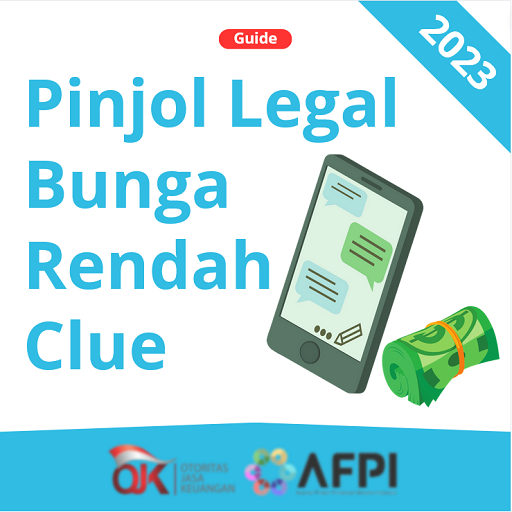 Guide
2023
Pinjol Legal
Bunga
Rendah
Clue
OJK
OTORITAS
JASA
KEUANGAN
AFPI